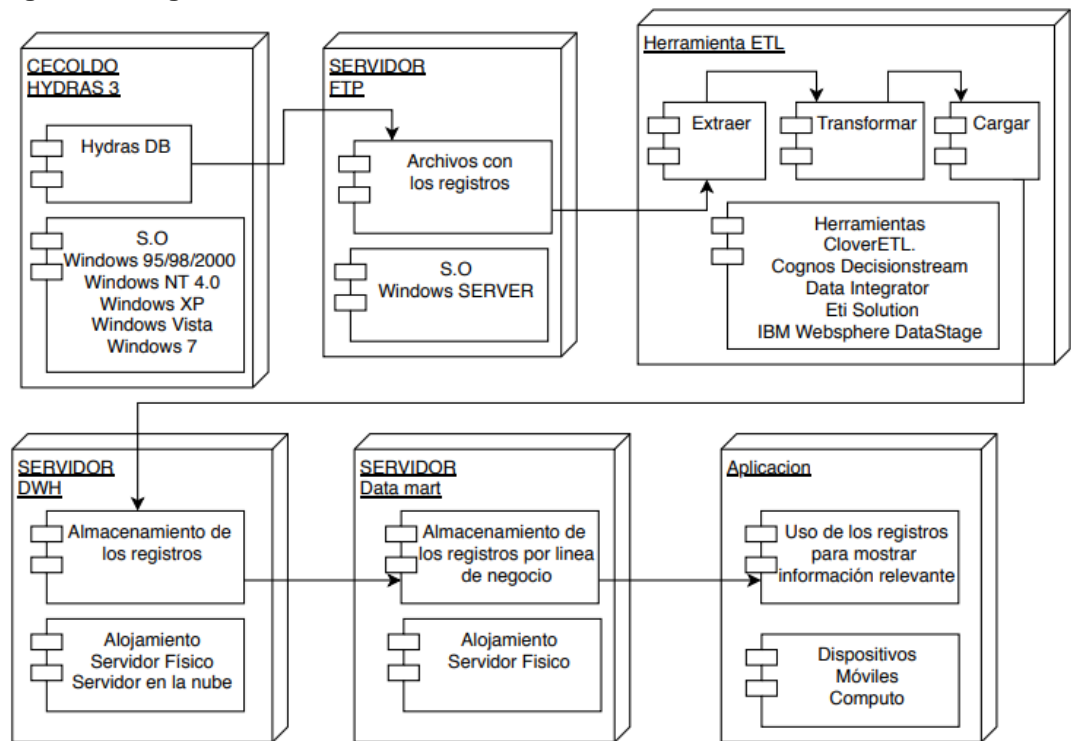 CECOLDO
HYDRAS 3
Hydras DB
S.O
Windows 95/98/2000
Windows NT 4.0
Windows XP
Windows Vista
Windows 7
SERVIDOR
FTP
Archivos con
los registros
S.O
Windows SERVER
Herramienta ETL
Extraer
Transformar
Cargar
Herramientas
CloverETL.
Cognos Decisionstream
Data Integrator
Eti Solution
IBM Websphere DataStage
SERVIDOR
DWH
Almacenamiento de
los registros
Alojamiento
Servidor Físico
Servidor en la nube
SERVIDOR
Data mart
Almacenamiento de
los registros por linea
de negocio
Alojamiento
Servidor Fisico
Aplicacion
Uso de los registros
para mostrar
información relevante
Dispositivos
Móviles
Computo